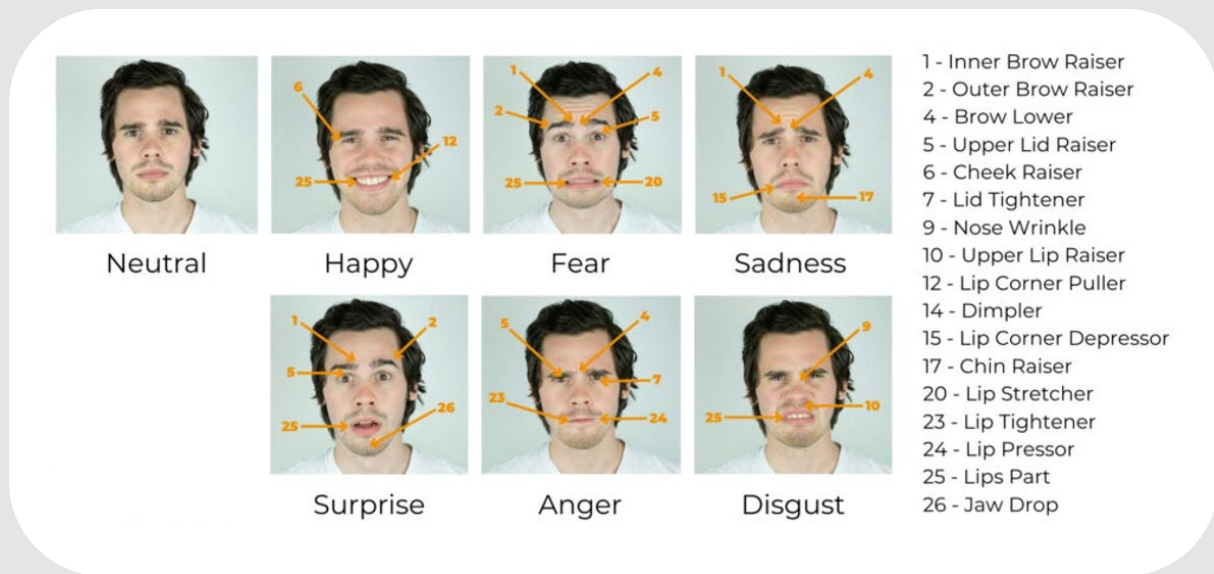 1 4
1 4
6
2 5
12
25
25 20
15 17
Neutral Happy Fear Sadness
1 2
5 4
9
5
7
23
26
10
25 24 25
Surprise Anger Disgust
1 - Inner Brow Raiser
2 - Outer Brow Raiser
4 - Brow Lower
5 - Upper Lid Raiser
6 - Cheek Raiser
7 - Lid Tightener
9 - Nose Wrinkle
10 - Upper Lip Raiser
12 - Lip Corner Puller
14 - Dimpler
15 - Lip Corner Depressor
17 - Chin Raiser
20 - Lip Stretcher
23 - Lip Tightener
24 - Lip Pressor
25 - Lips Part
26 - Jaw Drop